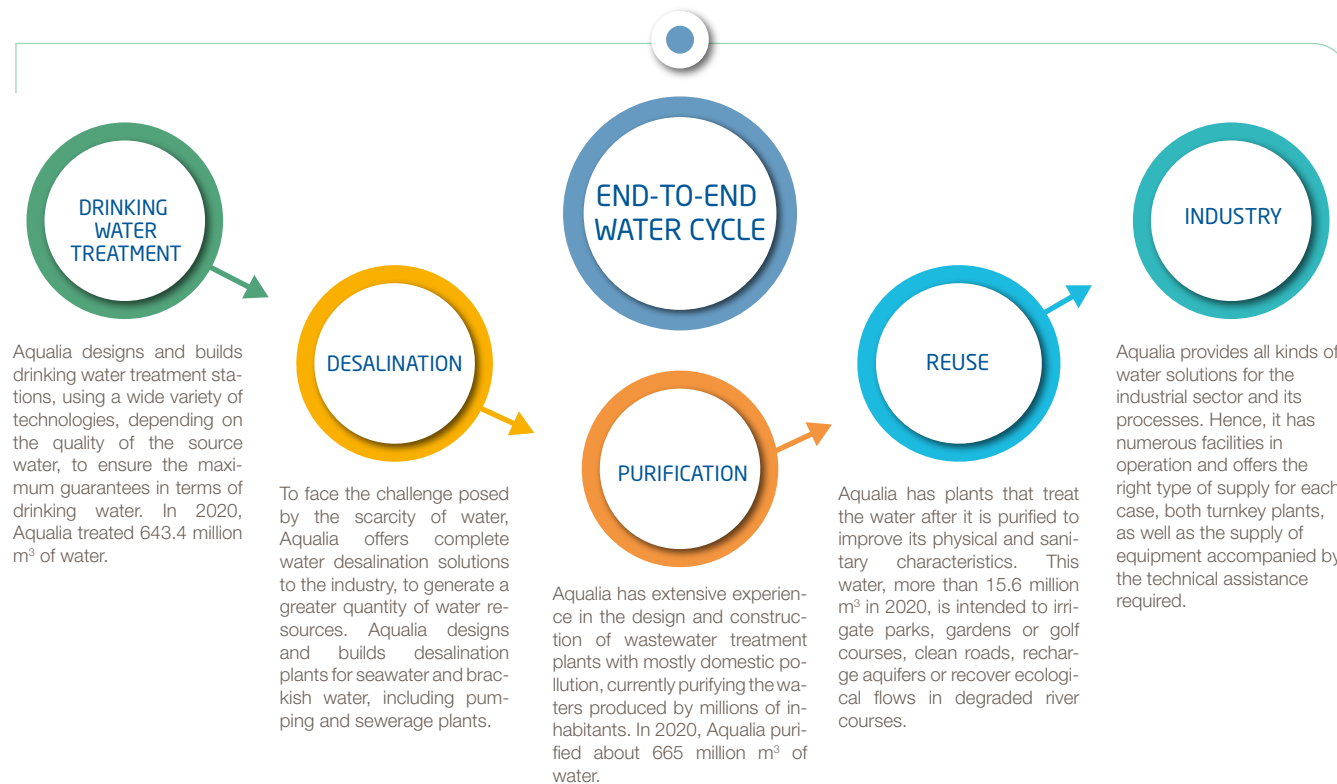 END-TO-END
WATER CYCLE
DRINKING
WATER
TREATMENT
Aqualia designs and builds
drinking water treatment sta-
tions, using a wide variety of
technologies, depending on
the quality of the source
water, to ensure the maxi-
mum guarantees in terms of
drinking water. In 2020,
Aqualia treated 643.4 million
m³ of water.
DESALINATION
To face the challenge posed
by the scarcity of water,
Aqualia offers complete
water desalination solutions
to the industry, to generate a
greater quantity of water re-
sources. Aqualia designs
and builds desalination
plants for seawater and brac-
kish water, including pum-
ping and sewerage plants.
PURIFICATION
Aqualia has extensive experien-
ce in the design and construc-
tion of wastewater treatment
plants with mostly domestic po-
llution, currently purifying the wa-
ters produced by millions of in-
habitants. In 2020, Aqualia puri-
fied about 665 million m³ of
water.
REUSE
Aqualia has plants that treat
the water after it is purified to
improve its physical and sani-
tary characteristics. This
water, more than 15.6 million
m³ in 2020, is intended to irri-
gate parks, gardens or golf
courses, clean roads, rechar-
ge aquifers or recover ecologi-
cal flows in degraded river
courses.
INDUSTRY
Aqualia provides all kinds of
water solutions for the
industrial sector and its
processes. Hence, it has
numerous facilities in
operation and offers the
right type of supply for each
case, both turnkey plants,
as well as the supply of
equipment accompanied by
the technical assistance
required.